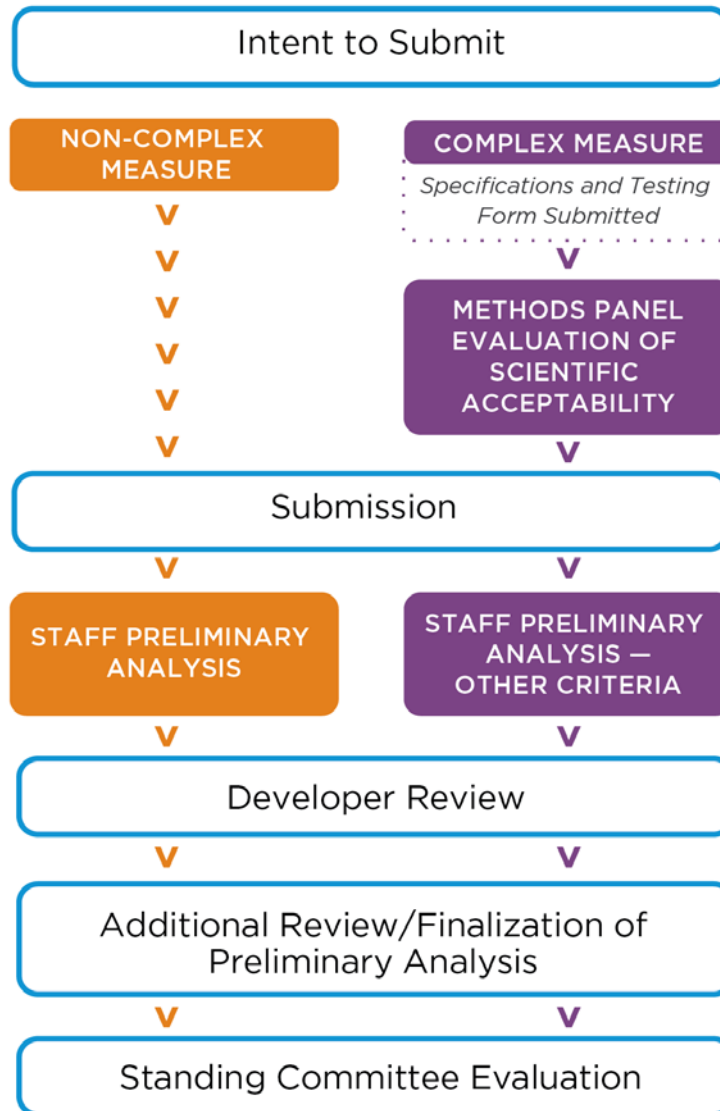 Intent to Submit
NON-COMPLEX
MEASURE
COMPLEX MEASURE
Specifications and Testing
Form Submitted
METHODS PANEL
EVALUATION OF
SCIENTIFIC
ACCEPTABILITY
Submission
STAFF PRELIMINARY
ANALYSIS
STAFF PRELIMINARY
ANALYSIS —
OTHER CRITERIA
Developer Review
Additional Review/Finalization of
Preliminary Analysis
Standing Committee Evaluation